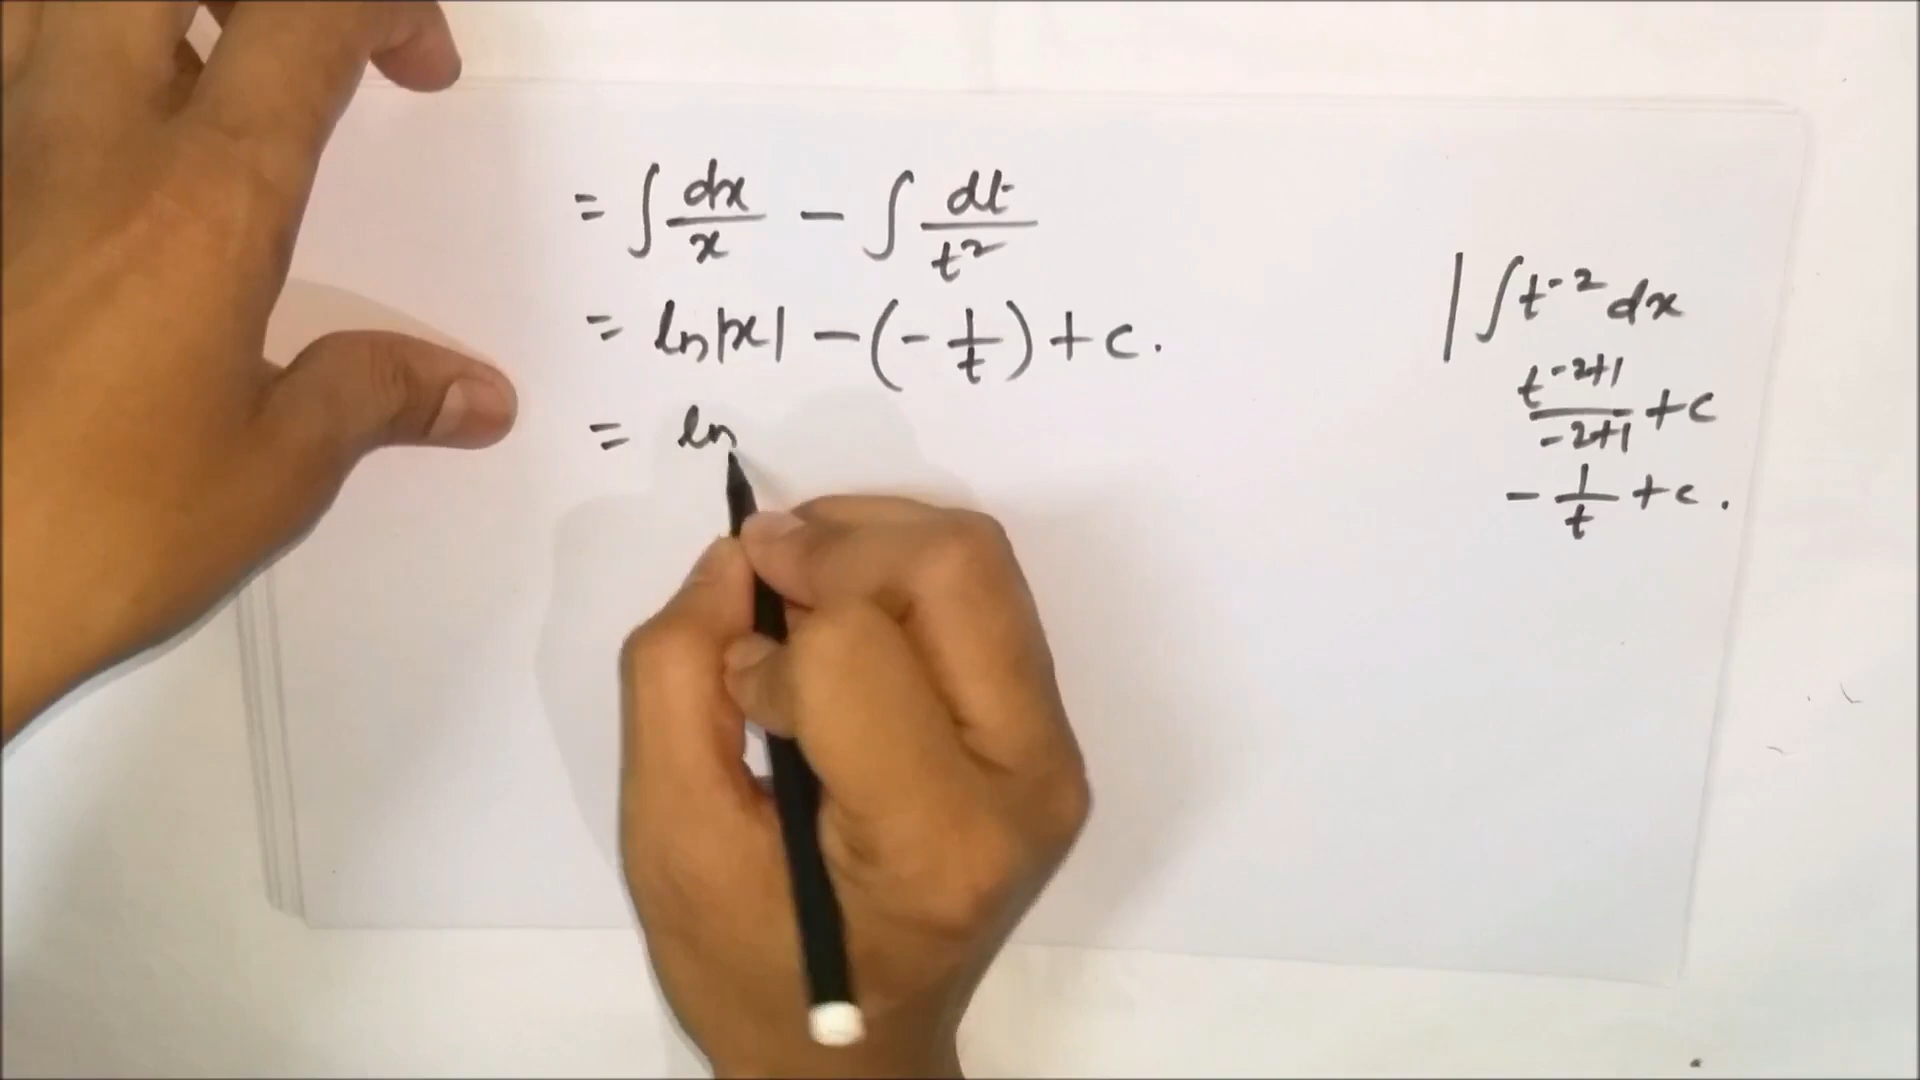 = ∫ dx/x − ∫ dt/t²
= ln|x| − (− 1/t) + c.
= ln
| ∫ t⁻² dx
t⁻²⁺¹/−2+1 + c
− 1/t + c.